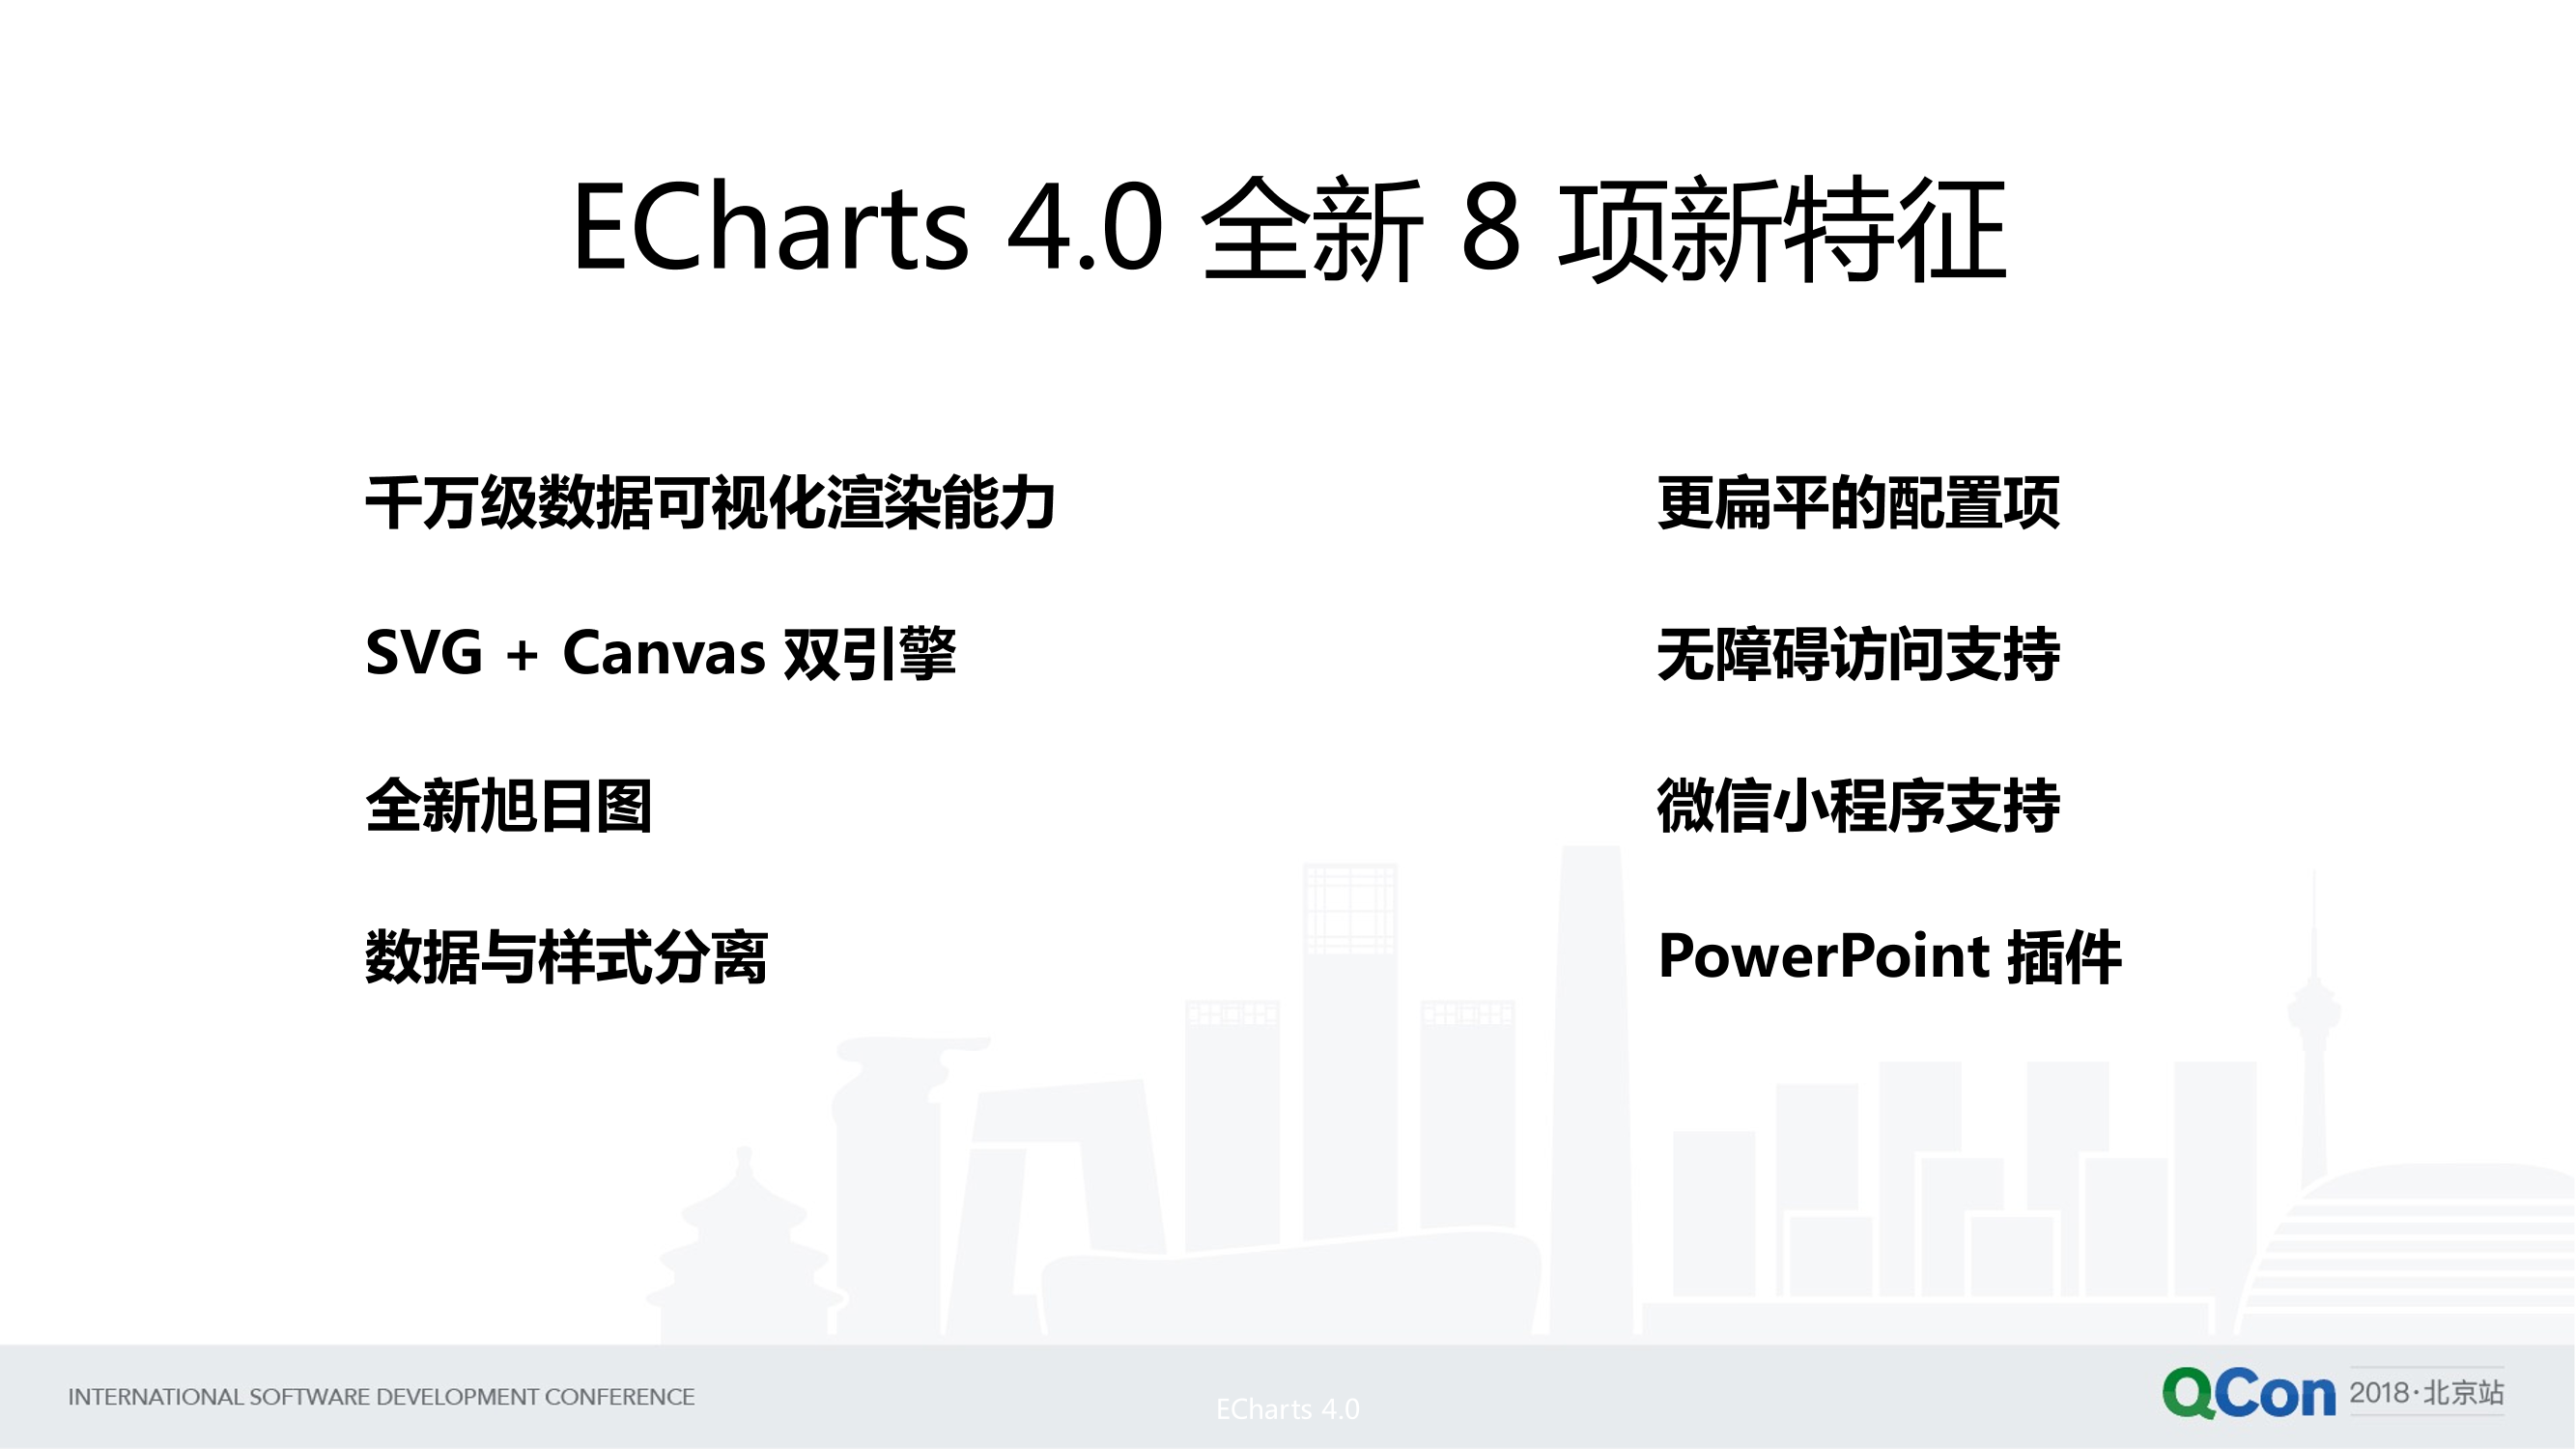 ECharts 4.0 全新 8 项新特征
千万级数据可视化渲染能力
SVG + Canvas 双引擎
全新旭日图
数据与样式分离
更扁平的配置项
无障碍访问支持
微信小程序支持
PowerPoint 插件
INTERNATIONAL SOFTWARE DEVELOPMENT CONFERENCE
ECharts 4.0
QCon 2018·北京站